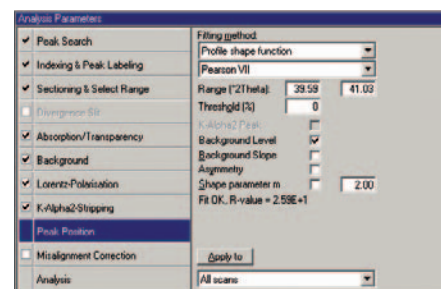 Analysis Parameters
Peak Search
Indexing & Peak Labeling
Sectioning & Select Range
Divergence Slit
Absorption/Transparency
Background
Lorentz-Polarisation
K-Alpha2-Stripping
Peak Position
Misalignment Correction
Analysis
Fitting method:
Profile shape function
Pearson VII
Range (°2Theta): 39.59 41.03
Threshold (%) 0
K-Alpha2 Peak
Background Level
Background Slope
Asymmetry
Shape parameter m 2.00
Fit OK, R-value = 2.59E+1
Apply to
All scans